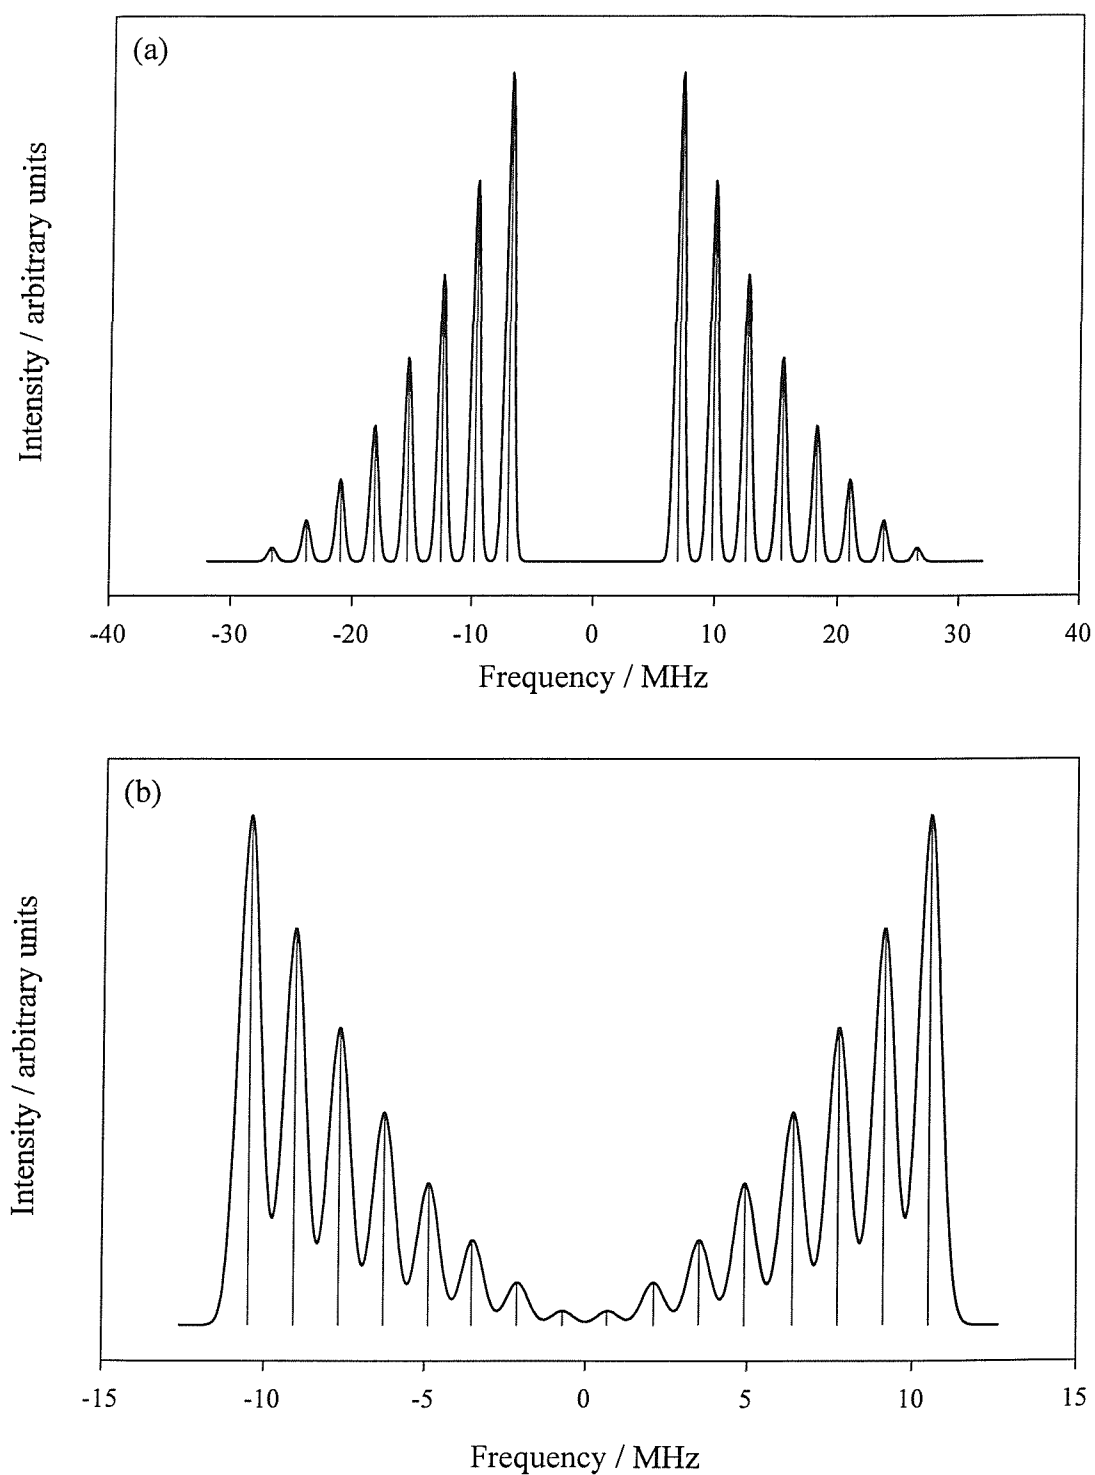 (a)
Intensity / arbitrary units
-40 -30 -20 -10 0 10 20 30 40
Frequency / MHz
(b)
Intensity / arbitrary units
-15 -10 -5 0 5 10 15
Frequency / MHz